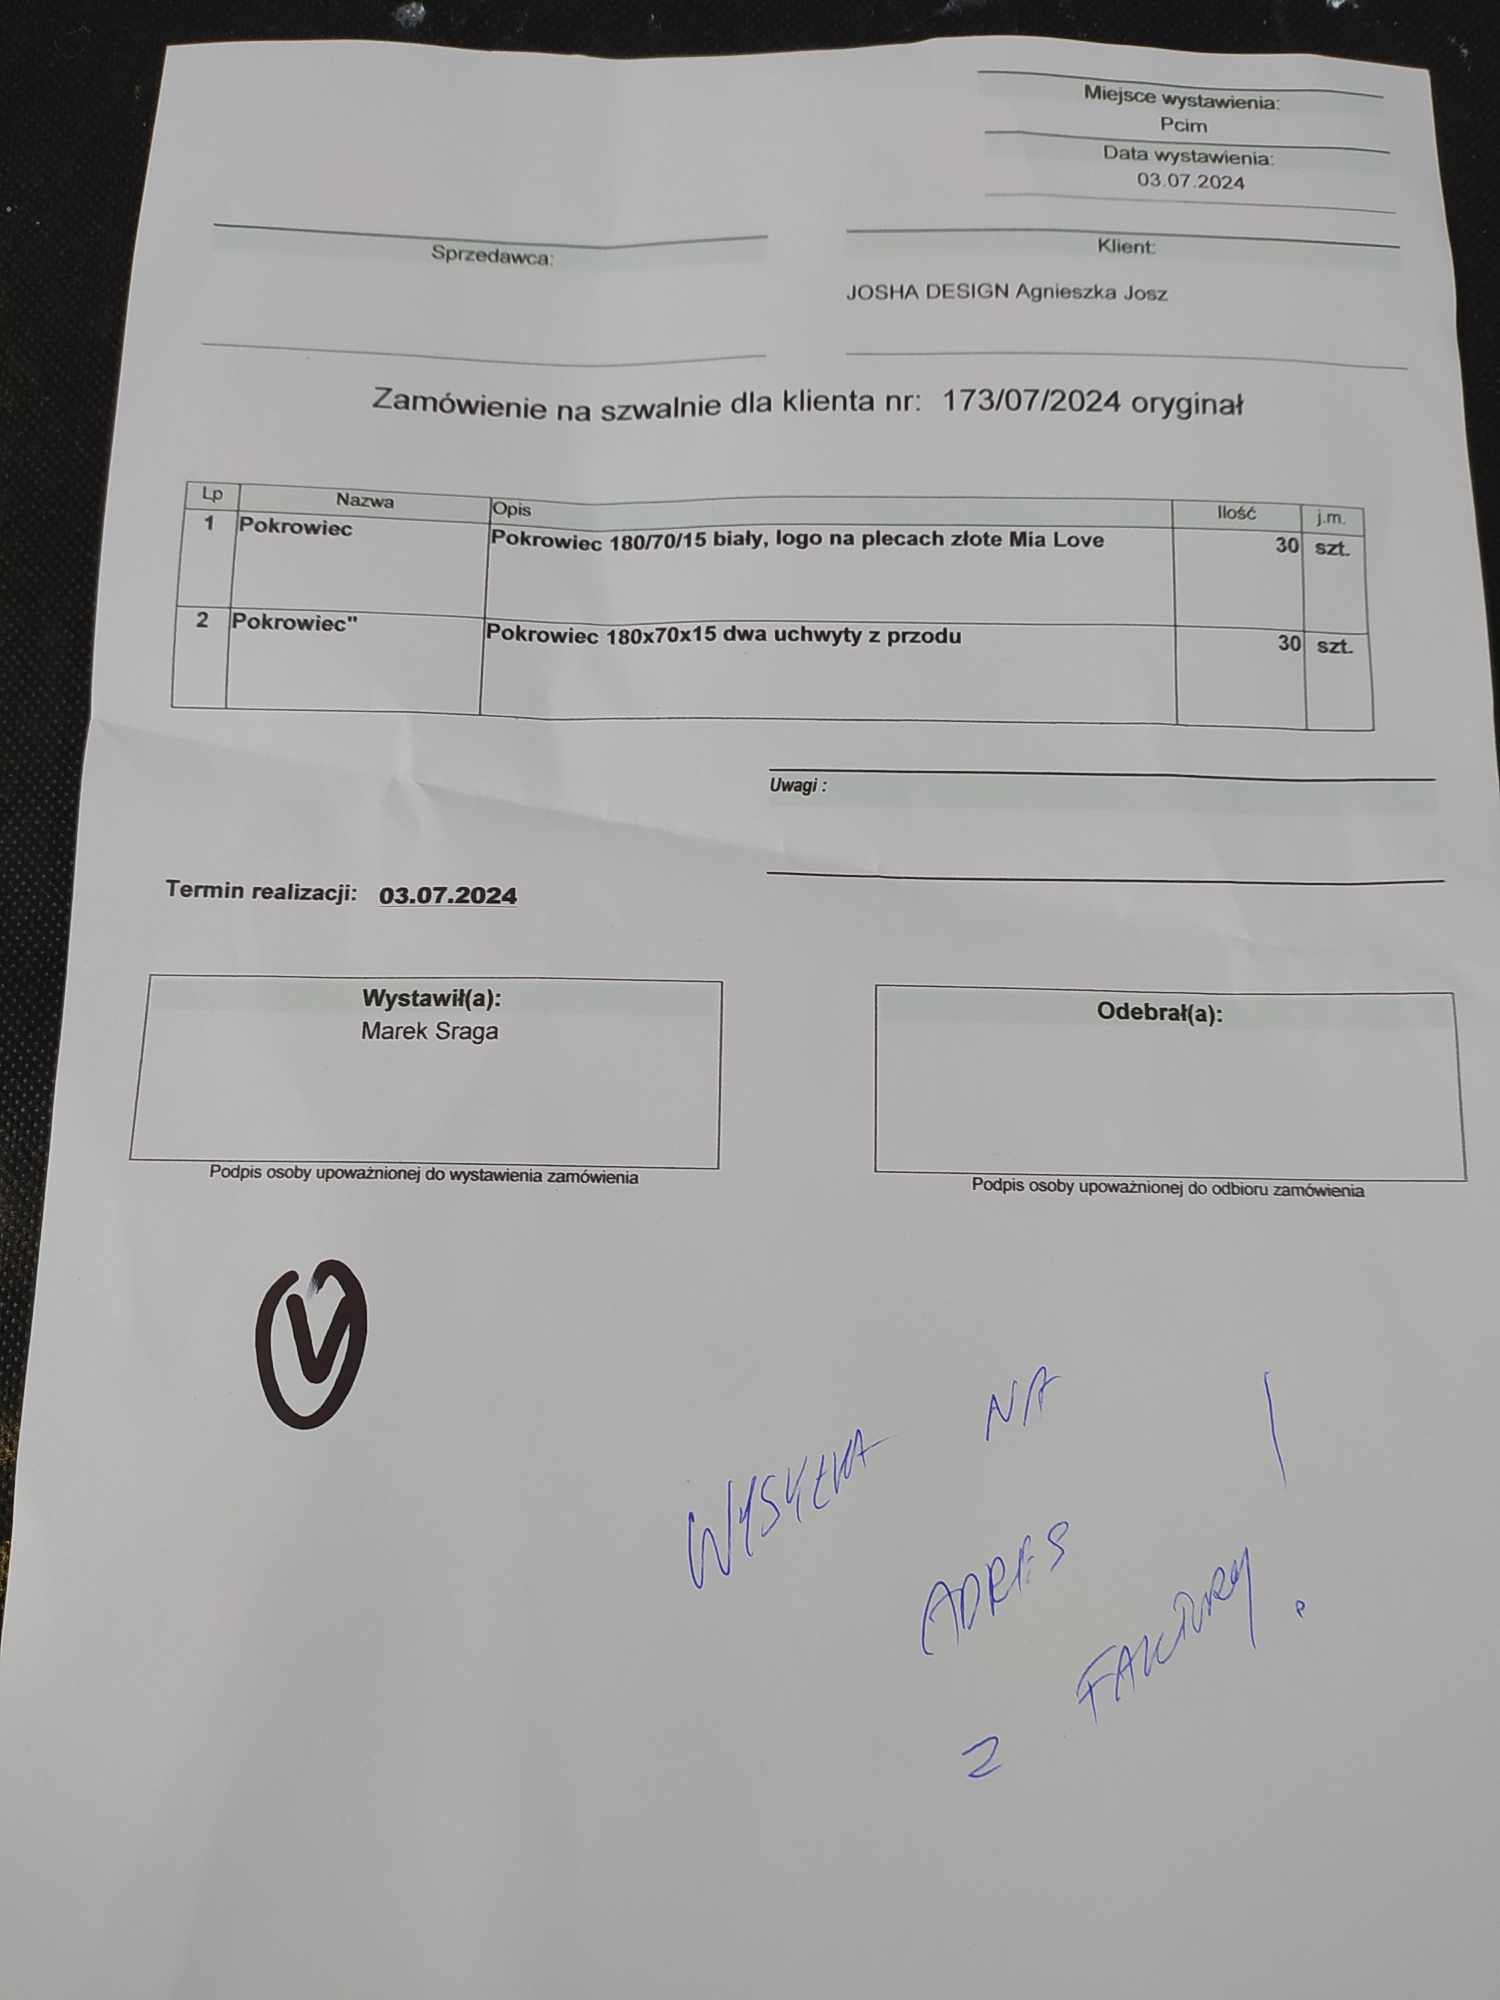 Miejsce wystawienia:
Pcim
Data wystawienia:
03.07.2024
Sprzedawca:
Klient:
JOSHA DESIGN Agnieszka Josz
Zamówienie na szwalnie dla klienta nr: 173/07/2024 oryginał
Lp Nazwa Opis Ilość j.m.
1 Pokrowiec Pokrowiec 180/70/15 biały, logo na plecach złote Mia Love 30 szt.
2 Pokrowiec" Pokrowiec 180x70x15 dwa uchwyty z przodu 30 szt.
Uwagi :
Termin realizacji: 03.07.2024
Wystawił(a):
Marek Sraga
Podpis osoby upoważnionej do wystawienia zamówienia
Odebrał(a):
Podpis osoby upoważnionej do odbioru zamówienia
V
WYSYŁKA NA
ADRES
Z FAKTURY!